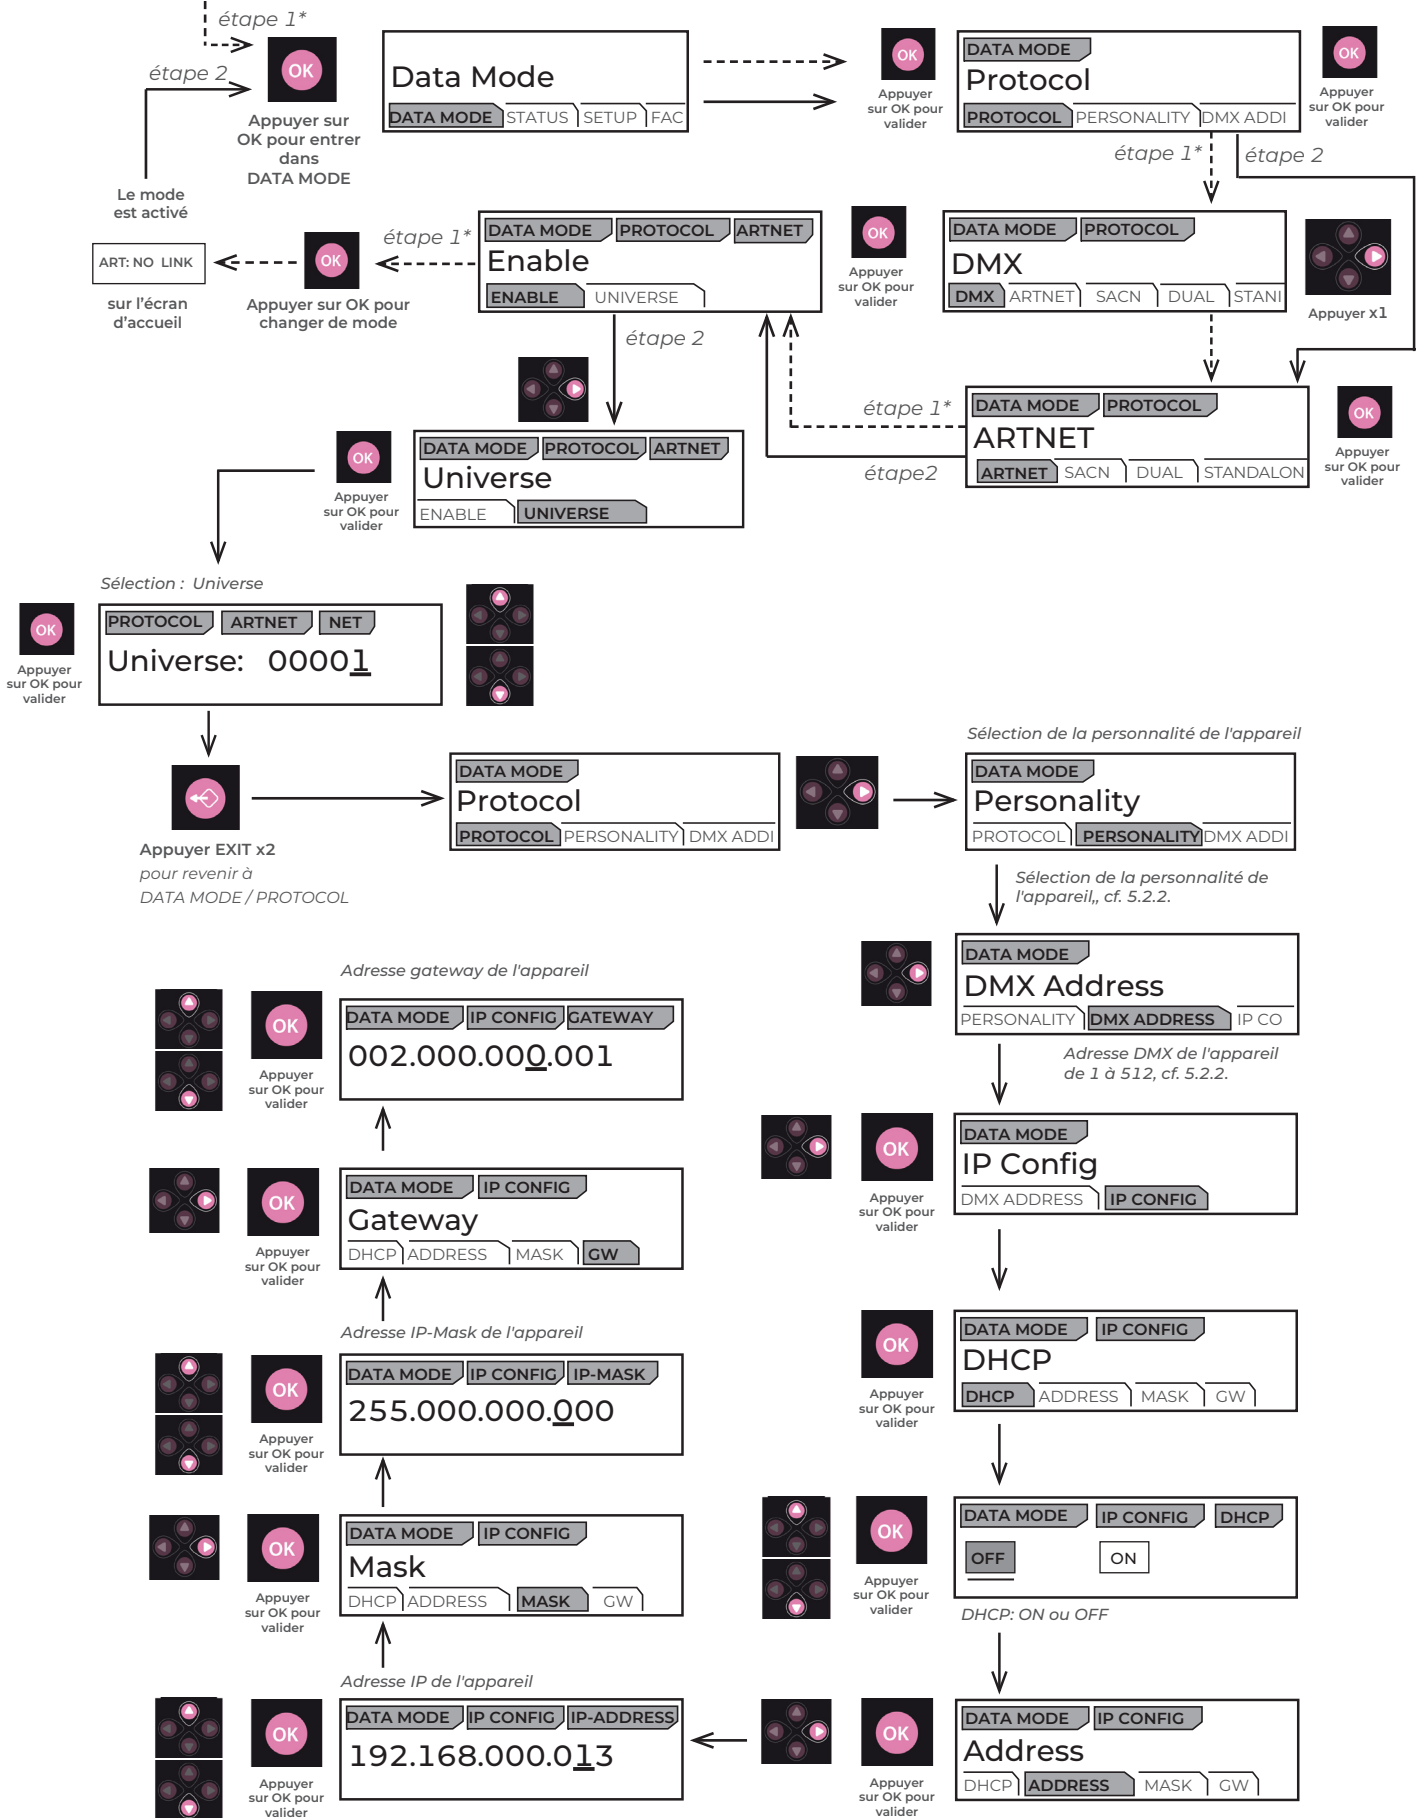 étape 1*
étape 2
OK
Appuyer sur
OK pour entrer
dans
DATA MODE
Data Mode
DATA MODE STATUS SETUP FAC
OK
Appuyer
sur OK pour
valider
DATA MODE
Protocol
PROTOCOL PERSONALITY DMX ADDI
OK
Appuyer
sur OK pour
valider
étape 1*
étape 2
Le mode
est activé
ART: NO LINK
sur l'écran
d'accueil
OK
Appuyer sur OK pour
changer de mode
étape 1*
DATA MODE PROTOCOL ARTNET
Enable
ENABLE UNIVERSE
OK
Appuyer
sur OK pour
valider
DATA MODE PROTOCOL
DMX
DMX ARTNET SACN DUAL STANI
Appuyer x1
étape 2
étape 1*
étape2
DATA MODE PROTOCOL
ARTNET
ARTNET SACN DUAL STANDALON
OK
Appuyer
sur OK pour
valider
OK
Appuyer
sur OK pour
valider
DATA MODE PROTOCOL ARTNET
Universe
ENABLE UNIVERSE
Sélection : Universe
OK
Appuyer
sur OK pour
valider
PROTOCOL ARTNET NET
Universe: 00001
Appuyer EXIT x2
pour revenir à
DATA MODE / PROTOCOL
DATA MODE
Protocol
PROTOCOL PERSONALITY DMX ADDI
Sélection de la personalité de l'appareil
DATA MODE
Personality
PROTOCOL PERSONALITY DMX ADDI
Sélection de la personnalité de
l'appareil,, cf. 5.2.2.
DATA MODE
DMX Address
PERSONALITY DMX ADDRESS IP CO
Adresse DMX de l'appareil
de 1 à 512, cf. 5.2.2.
OK
Appuyer
sur OK pour
valider
DATA MODE
IP Config
DMX ADDRESS IP CONFIG
OK
Appuyer
sur OK pour
valider
DATA MODE IP CONFIG
DHCP
DHCP ADDRESS MASK GW
OK
Appuyer
sur OK pour
valider
DATA MODE IP CONFIG DHCP
OFF ON
DHCP: ON ou OFF
OK
Appuyer
sur OK pour
valider
DATA MODE IP CONFIG
Address
DHCP ADDRESS MASK GW
Adresse IP de l'appareil
OK
Appuyer
sur OK pour
valider
DATA MODE IP CONFIG IP-ADDRESS
192.168.000.013
OK
Appuyer
sur OK pour
valider
DATA MODE IP CONFIG
Mask
DHCP ADDRESS MASK GW
Adresse IP-Mask de l'appareil
OK
Appuyer
sur OK pour
valider
DATA MODE IP CONFIG IP-MASK
255.000.000.000
OK
Appuyer
sur OK pour
valider
DATA MODE IP CONFIG
Gateway
DHCP ADDRESS MASK GW
Adresse gateway de l'appareil
OK
Appuyer
sur OK pour
valider
DATA MODE IP CONFIG GATEWAY
002.000.000.001